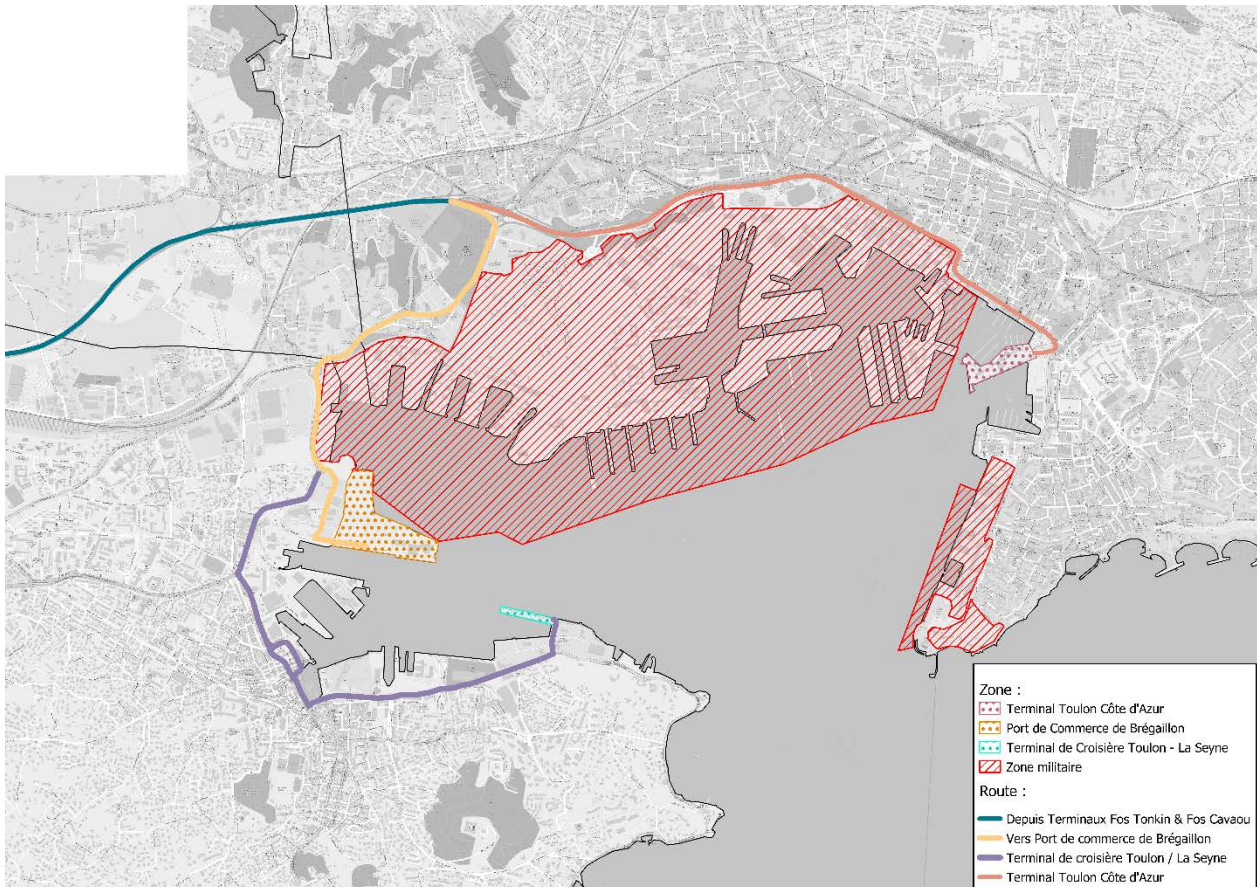 Zone :
Terminal Toulon Côte d'Azur
Port de Commerce de Brégaillon
Terminal de Croisière Toulon - La Seyne
Zone militaire
Route :
Depuis Terminaux Fos Tonkin & Fos Cavaou
Vers Port de commerce de Brégaillon
Terminal de croisière Toulon / La Seyne
Terminal Toulon Côte d'Azur